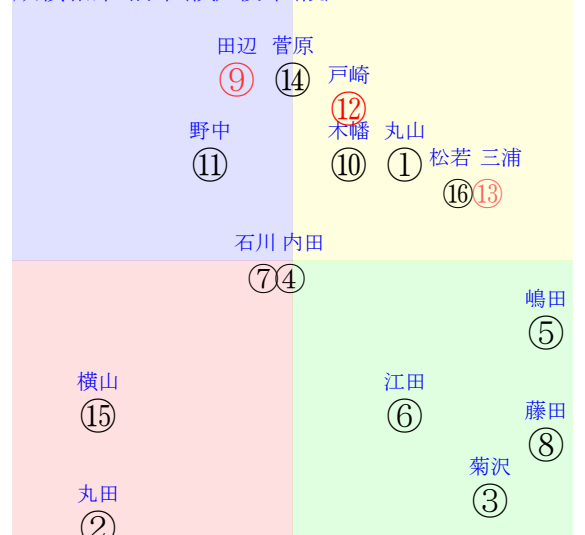 田辺 菅原
⑨ ⑭ 戸崎
⑫
野中 木幡 丸山
⑪ ⑩ ① 松若 三浦
⑯⑬
石川 内田
⑦④
嶋田
⑤
横山 江田
⑮ ⑥ 藤田
⑧
菊沢
丸田 ③
②